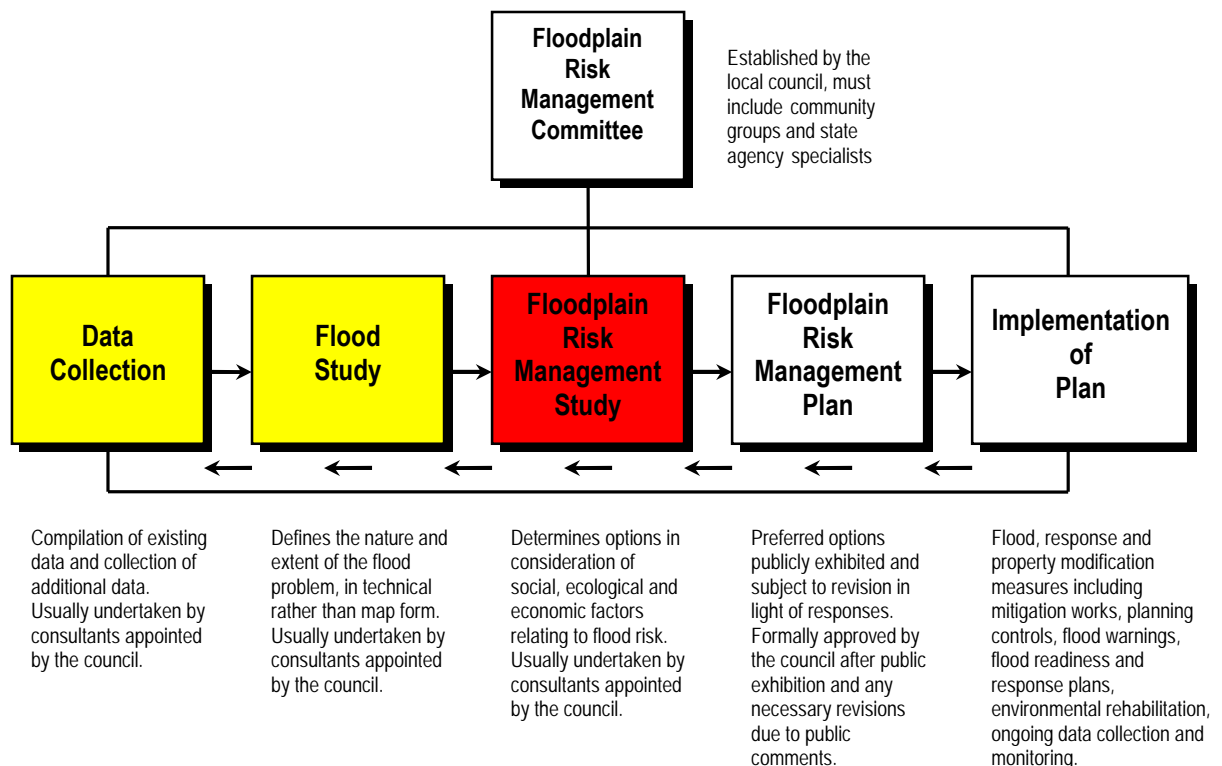 Floodplain
Risk
Management
Committee
Established by the
local council, must
include community
groups and state
agency specialists
Data
Collection
Flood
Study
Floodplain
Risk
Management
Study
Floodplain
Risk
Management
Plan
Implementation
of
Plan
Compilation of existing
data and collection of
additional data.
Usually undertaken by
consultants appointed
by the council.
Defines the nature and
extent of the flood
problem, in technical
rather than map form.
Usually undertaken by
consultants appointed
by the council.
Determines options in
consideration of
social, ecological and
economic factors
relating to flood risk.
Usually undertaken by
consultants appointed
by the council.
Preferred options
publicly exhibited and
subject to revision in
light of responses.
Formally approved by
the council after public
exhibition and any
necessary revisions
due to public
comments.
Flood, response and
property modification
measures including
mitigation works, planning
controls, flood warnings,
flood readiness and
response plans,
environmental rehabilitation,
ongoing data collection and
monitoring.